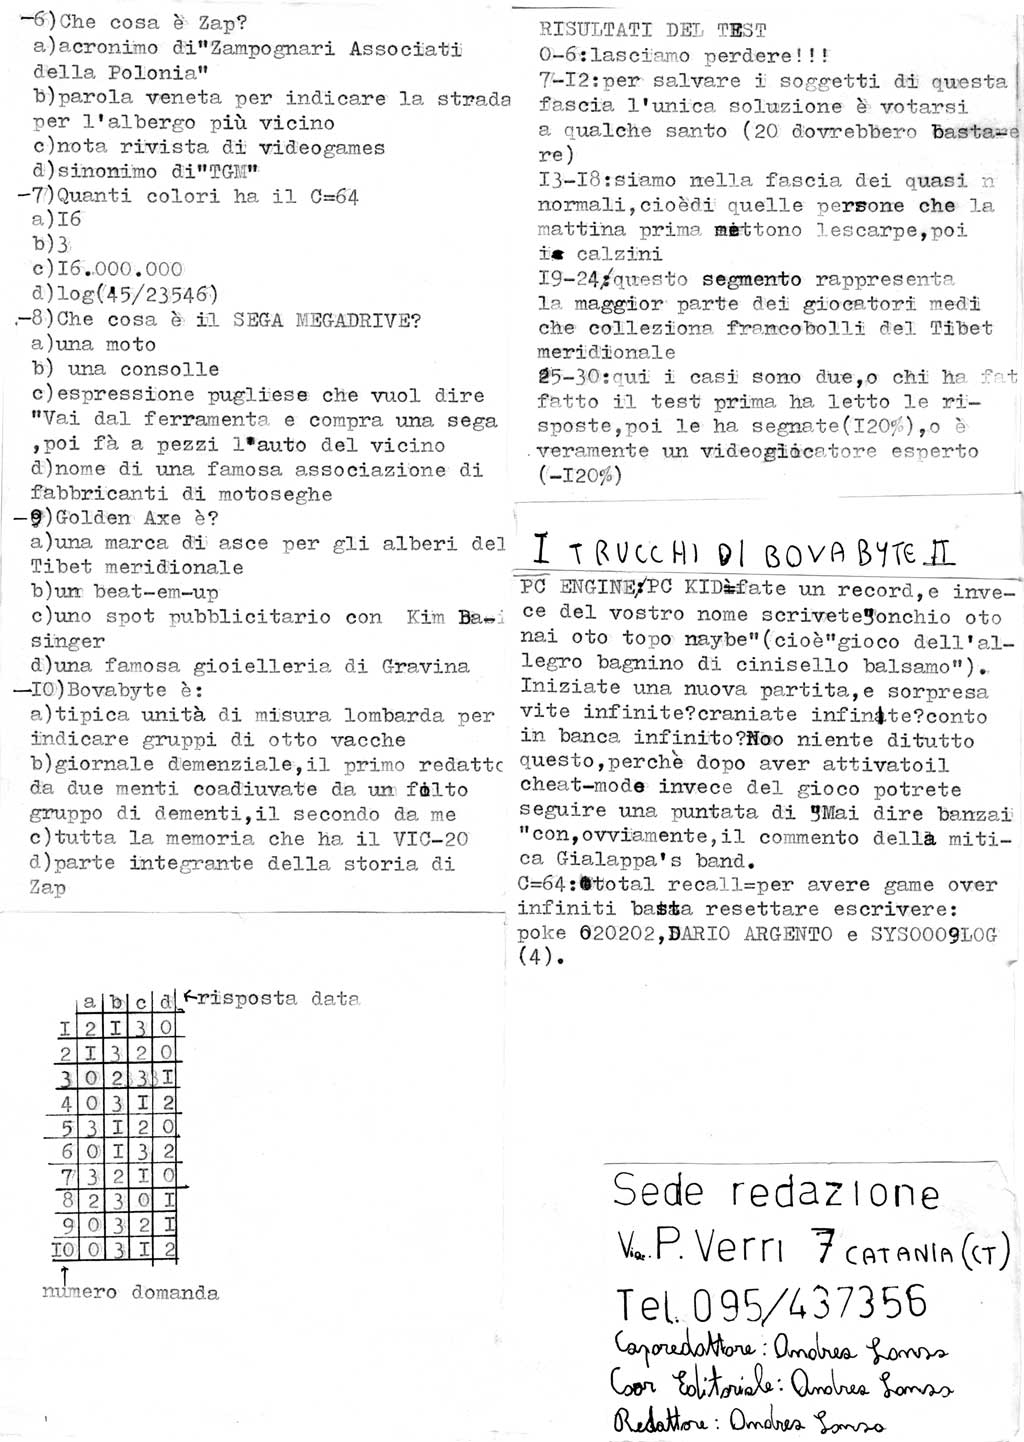 -6)Che cosa è Zap?
a)acronimo di"Zampognari Associati
della Polonia"
b)parola veneta per indicare la strada
per l'albergo più vicino
c)nota rivista di videogames
d)sinonimo di"TGM"
-7)Quanti colori ha il C=64
a)I6
b)3
c)I6.000.000
d)log(45/23546)
-8)Che cosa è il SEGA MEGADRIVE?
a)una moto
b) una consolle
c)espressione pugliese che vuol dire
"Vai dal ferramenta e compra una sega
,poi fà a pezzi l'auto del vicino
d)nome di una famosa associazione di
fabbricanti di motoseghe
-9)Golden Axe è?
a)una marca di asce per gli alberi del
Tibet meridionale
b)un beat-em-up
c)uno spot pubblicitario con Kim Ba-
singer
d)una famosa gioielleria di Gravina
-IO)Bovabyte è:
a)tipica unità di misura lombarda per
indicare gruppi di otto vacche
b)giornale demenziale,il primo redatto
da due menti coadiuvate da un folto
gruppo di dementi,il secondo da me
c)tutta la memoria che ha il VIC-20
d)parte integrante della storia di
Zap
a b c d ←risposta data
I 2 I 3 0
2 I 3 2 0
3 0 2 3 I
4 0 3 I 2
5 3 I 2 0
6 0 I 3 2
7 3 2 I 0
8 2 3 0 I
9 0 3 2 I
IO 0 3 I 2
↑
numero domanda
RISULTATI DEL TEST
0-6:lasciamo perdere!!!
7-I2:per salvare i soggetti di questa
fascia l'unica soluzione è votarsi
a qualche santo (20 dovrebbero basta-
re)
I3-I8:siamo nella fascia dei quasi n
normali,cioèdi quelle persone che la
mattina prima mettono lescarpe,poi
i calzini
I9-24:questo segmento rappresenta
la maggior parte dei giocatori medi
che colleziona francobolli del Tibet
meridionale
25-30:qui i casi sono due,o chi ha fat
fatto il test prima ha letto le ri-
sposte,poi le ha segnate(I20%),o è
veramente un videogiocatore esperto
(-I20%)
I TRUCCHI DI BOVABYTE II
PC ENGINE/PC KID:fate un record,e inve-
ce del vostro nome scrivete"onchio oto
nai oto topo naybe"(cioè"gioco dell'al-
legro bagnino di cinisello balsamo").
Iniziate una nuova partita,e sorpresa
vite infinite?craniate infinite?conto
in banca infinito?Noo niente ditutto
questo,perchè dopo aver attivatoil
cheat-mode invece del gioco potrete
seguire una puntata di "Mai dire banzai
"con,ovviamente,il commento della miti-
ca Gialappa's band.
C=64:total recall=per avere game over
infiniti basta resettare escrivere:
poke 020202,DARIO ARGENTO e SYS0009LOG
(4).
Sede redazione
Via. P. Verri 7 CATANIA (CT)
Tel. 095/437356
Caporedattore: Andrea Lanza
Coor Editoriale: Andrea Lanza
Redattore: Andrea Lanza